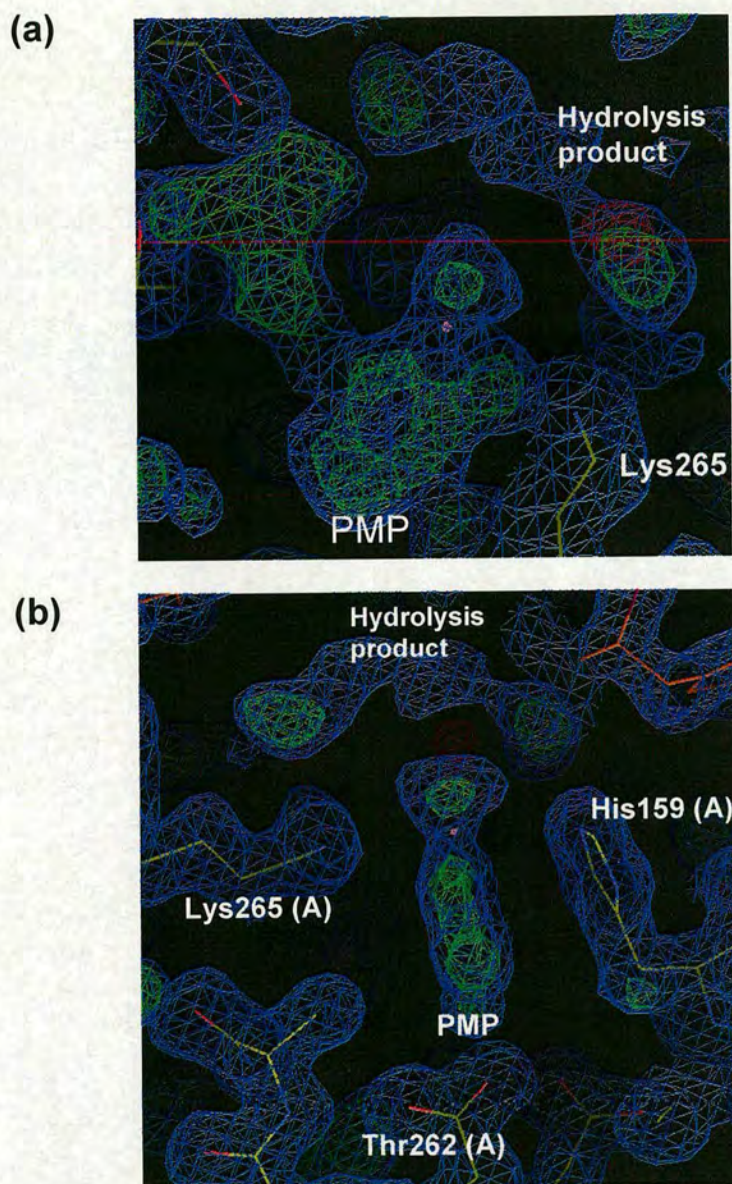 (a)
Hydrolysis
product
Lys265
PMP
(b)
Hydrolysis
product
His159 (A)
Lys265 (A)
PMP
Thr262 (A)